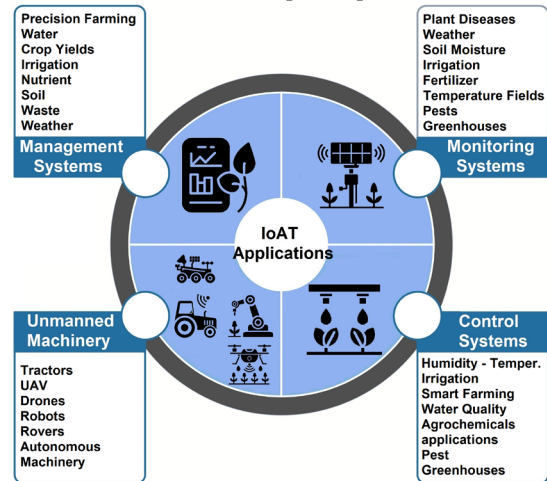 Precision Farming
Water
Crop Yields
Irrigation
Nutrient
Soil
Waste
Weather
Management
Systems
Plant Diseases
Weather
Soil Moisture
Irrigation
Fertilizer
Temperature Fields
Pests
Greenhouses
Monitoring
Systems
IoAT
Applications
Unmanned
Machinery
Tractors
UAV
Drones
Robots
Rovers
Autonomous
Machinery
Control
Systems
Humidity - Temper.
Irrigation
Smart Farming
Water Quality
Agrochemicals
applications
Pest
Greenhouses